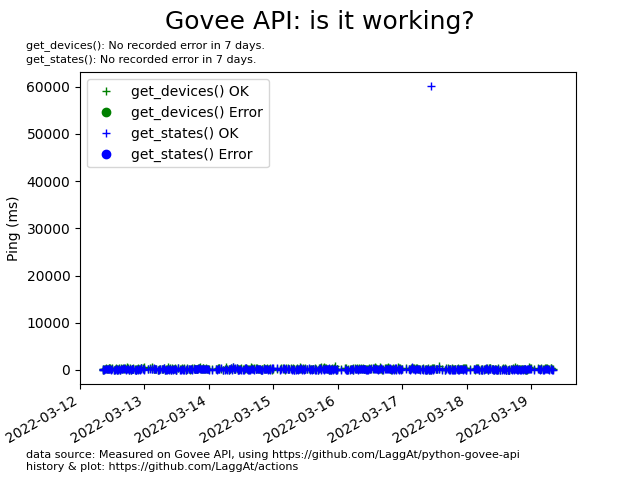 Govee API: is it working?
get_devices(): No recorded error in 7 days.
get_states(): No recorded error in 7 days.
get_devices() OK
get_devices() Error
get_states() OK
get_states() Error
Ping (ms)
60000
50000
40000
30000
20000
10000
0
2022-03-12
2022-03-13
2022-03-14
2022-03-15
2022-03-16
2022-03-17
2022-03-18
2022-03-19
data source: Measured on Govee API, using https://github.com/LaggAt/python-govee-api
history & plot: https://github.com/LaggAt/actions